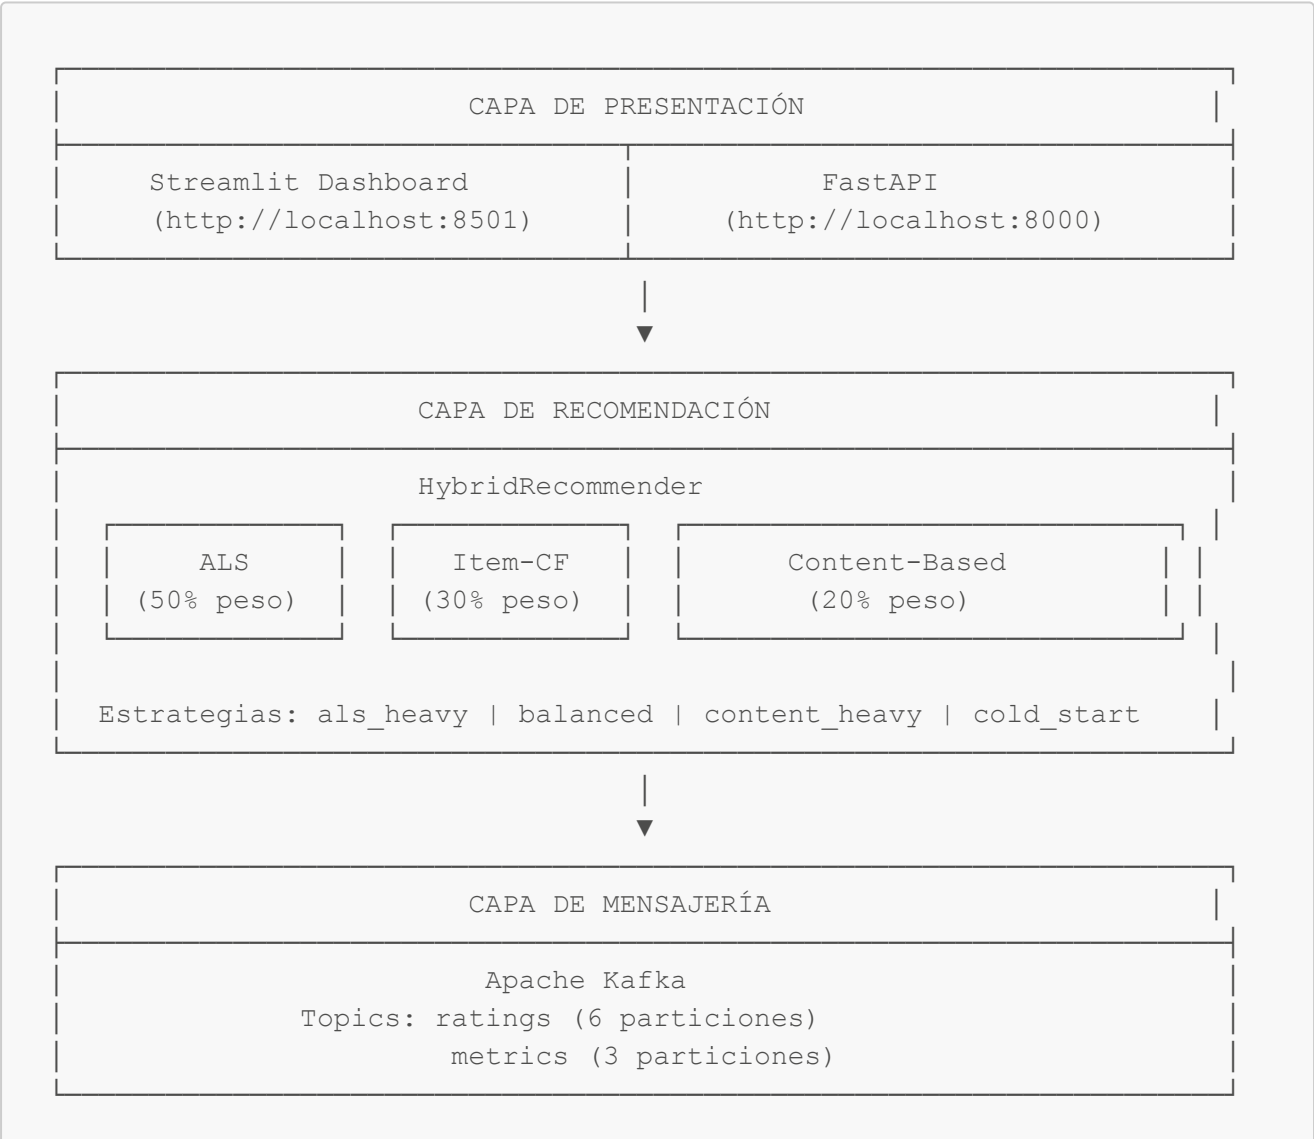 CAPA DE PRESENTACIÓN
Streamlit Dashboard FastAPI
(http://localhost:8501) (http://localhost:8000)
CAPA DE RECOMENDACIÓN
HybridRecommender
ALS Item-CF Content-Based
(50% peso) (30% peso) (20% peso)
Estrategias: als_heavy | balanced | content_heavy | cold_start
CAPA DE MENSAJERÍA
Apache Kafka
Topics: ratings (6 particiones)
metrics (3 particiones)